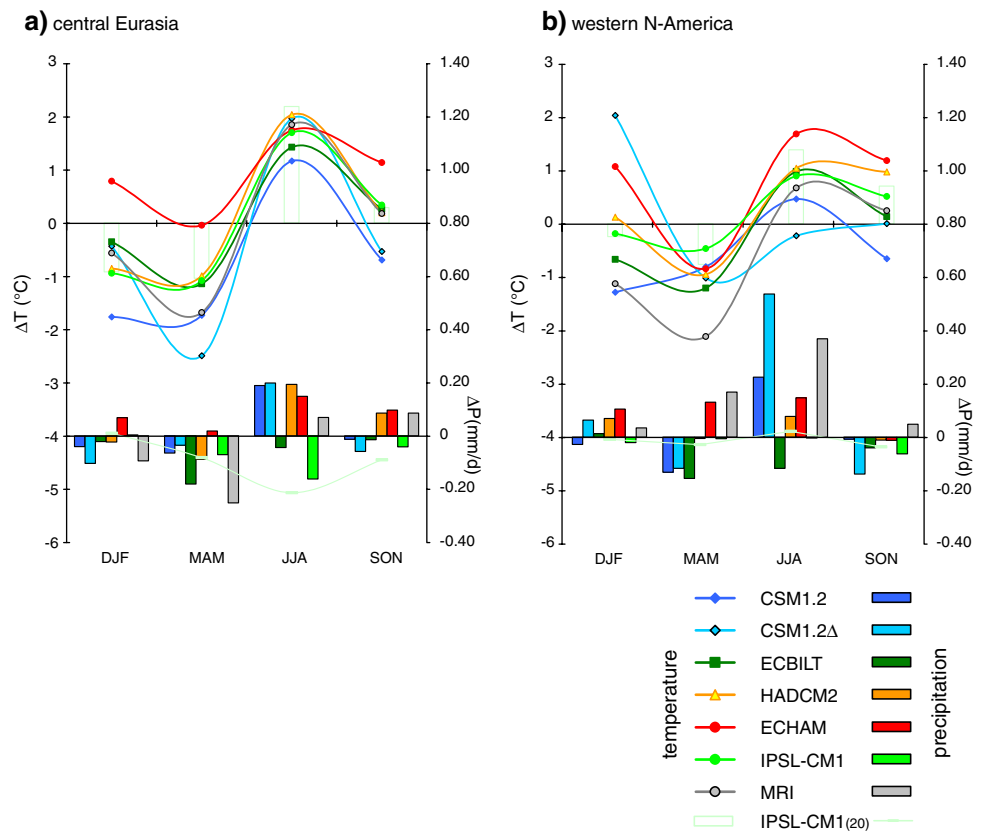 a) central Eurasia
b) western N-America
3
2
1
0
-1
-2
-3
-4
-5
-6
ΔT (°C)
1.40
1.20
1.00
0.80
0.60
0.40
0.20
0
-0.20
-0.40
ΔP(mm/d)
DJF MAM JJA SON
3
2
1
0
-1
-2
-3
-4
-5
-6
ΔT (°C)
1.40
1.20
1.00
0.80
0.60
0.40
0.20
0
-0.20
-0.40
ΔP(mm/d)
DJF MAM JJA SON
temperature
CSM1.2
CSM1.2Δ
ECBILT
HADCM2
ECHAM
IPSL-CM1
MRI
IPSL-CM1(20)
precipitation